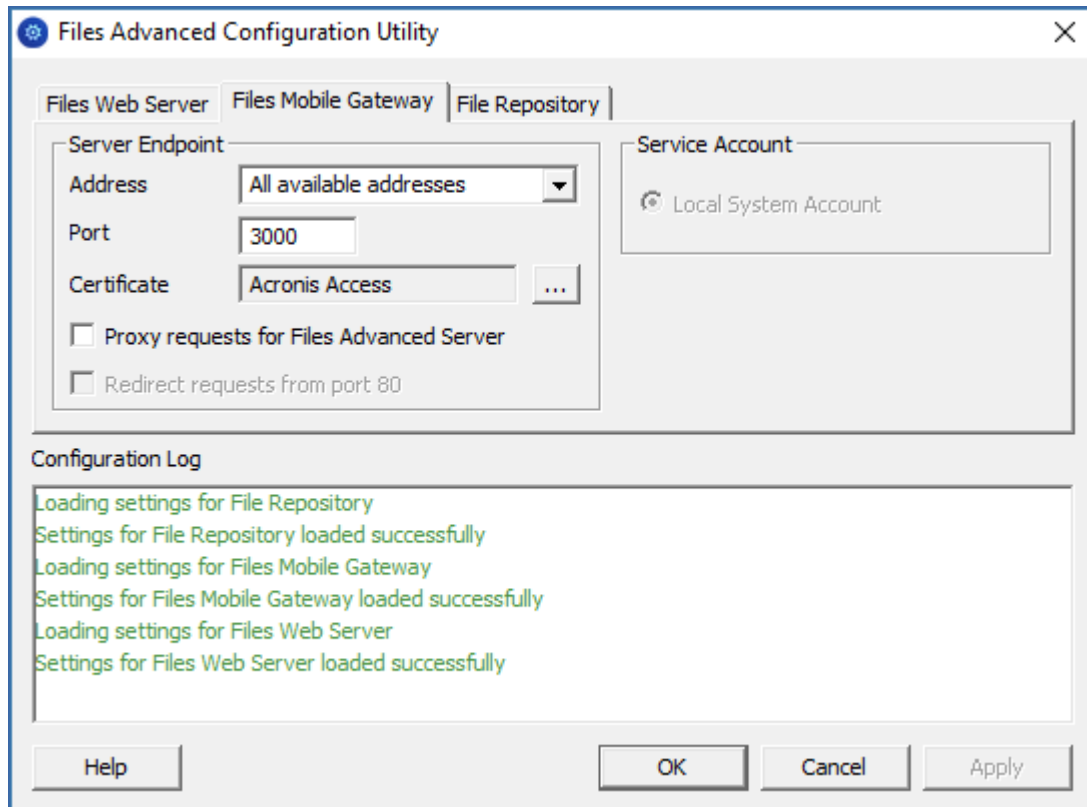 Files Advanced Configuration Utility
Files Web Server
Files Mobile Gateway
File Repository
Server Endpoint
Address
All available addresses
Port
3000
Certificate
Acronis Access
...
Proxy requests for Files Advanced Server
Redirect requests from port 80
Service Account
Local System Account
Configuration Log
Loading settings for File Repository
Settings for File Repository loaded successfully
Loading settings for Files Mobile Gateway
Settings for Files Mobile Gateway loaded successfully
Loading settings for Files Web Server
Settings for Files Web Server loaded successfully
Help
OK
Cancel
Apply